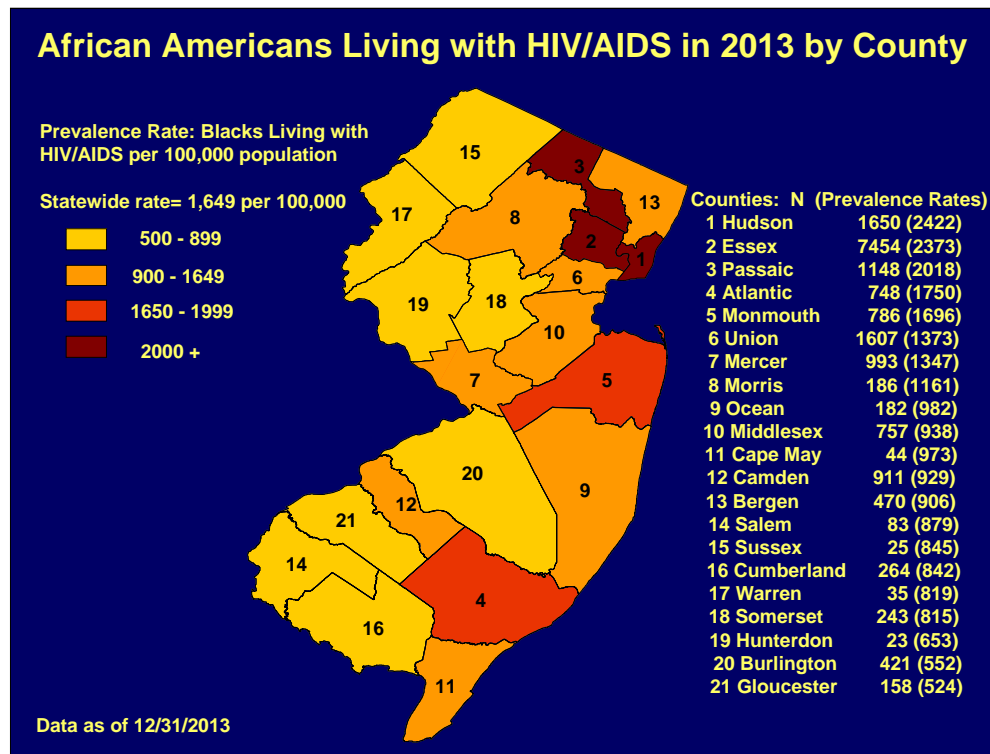 African Americans Living with HIV/AIDS in 2013 by County
Prevalence Rate: Blacks Living with
HIV/AIDS per 100,000 population
Statewide rate= 1,649 per 100,000
500 - 899
900 - 1649
1650 - 1999
2000 +
15
3
13
17
8
2
1
6
19
18
10
7
5
20
9
12
21
14
4
16
11
Counties: N (Prevalence Rates)
1 Hudson 1650 (2422)
2 Essex 7454 (2373)
3 Passaic 1148 (2018)
4 Atlantic 748 (1750)
5 Monmouth 786 (1696)
6 Union 1607 (1373)
7 Mercer 993 (1347)
8 Morris 186 (1161)
9 Ocean 182 (982)
10 Middlesex 757 (938)
11 Cape May 44 (973)
12 Camden 911 (929)
13 Bergen 470 (906)
14 Salem 83 (879)
15 Sussex 25 (845)
16 Cumberland 264 (842)
17 Warren 35 (819)
18 Somerset 243 (815)
19 Hunterdon 23 (653)
20 Burlington 421 (552)
21 Gloucester 158 (524)
Data as of 12/31/2013